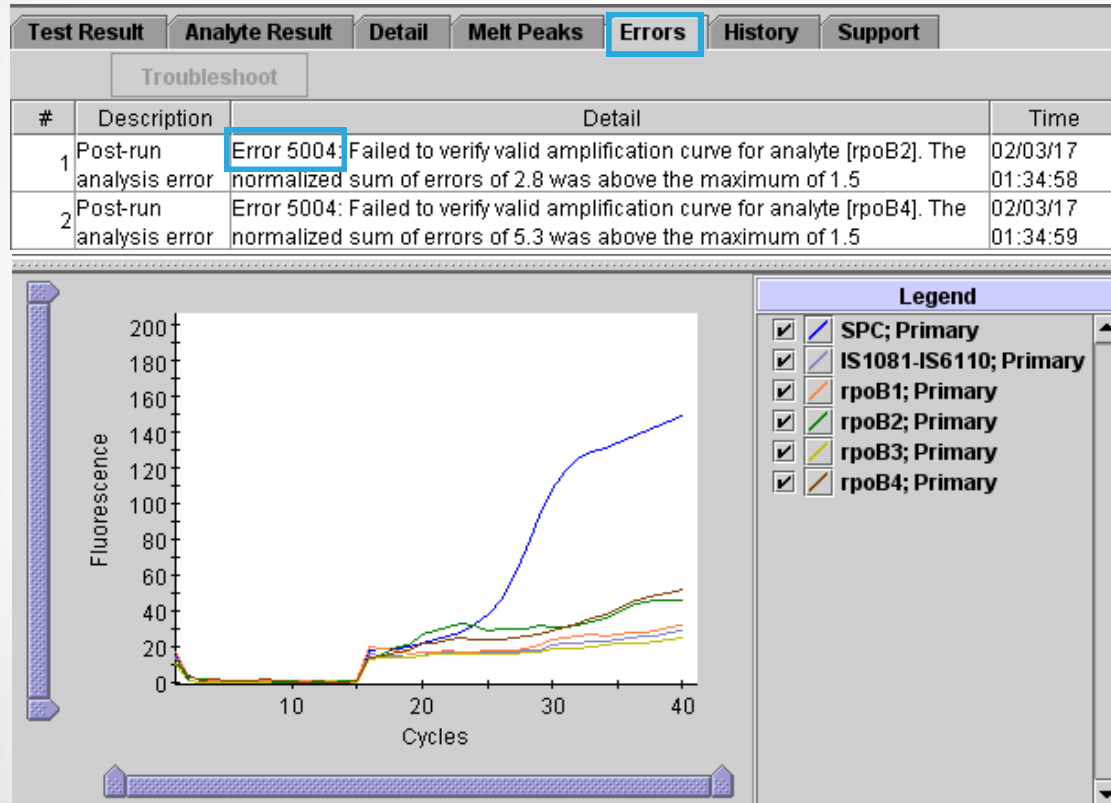 Test Result Analyte Result Detail Melt Peaks Errors History Support
Troubleshoot
# Description Detail Time
1 Post-run analysis error Error 5004: Failed to verify valid amplification curve for analyte [rpoB2]. The normalized sum of errors of 2.8 was above the maximum of 1.5 02/03/17 01:34:58
2 Post-run analysis error Error 5004: Failed to verify valid amplification curve for analyte [rpoB4]. The normalized sum of errors of 5.3 was above the maximum of 1.5 02/03/17 01:34:59
200
180
160
140
120
100
80
60
40
20
0
Fluorescence
10 20 30 40
Cycles
Legend
SPC; Primary
IS1081-IS6110; Primary
rpoB1; Primary
rpoB2; Primary
rpoB3; Primary
rpoB4; Primary